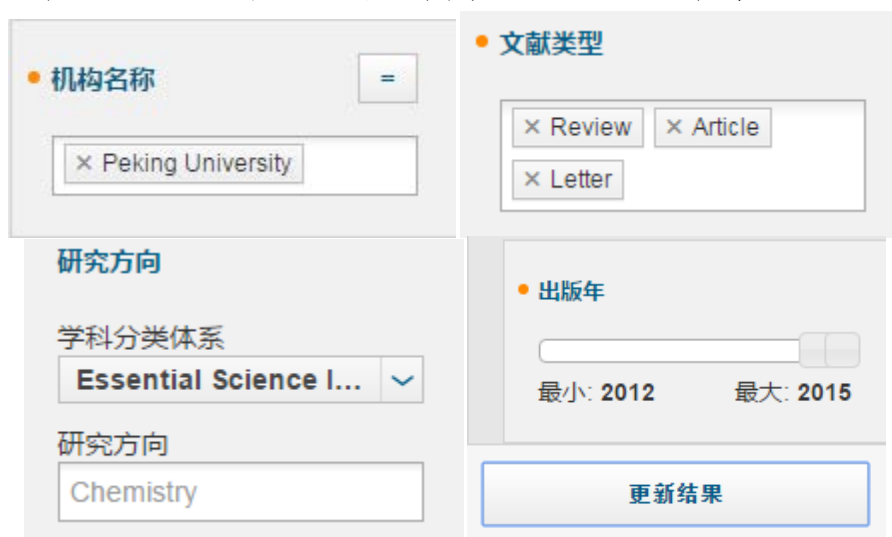 机构名称
=
× Peking University
文献类型
× Review × Article
× Letter
研究方向
学科分类体系
Essential Science I...
研究方向
Chemistry
出版年
最小: 2012 最大: 2015
更新结果